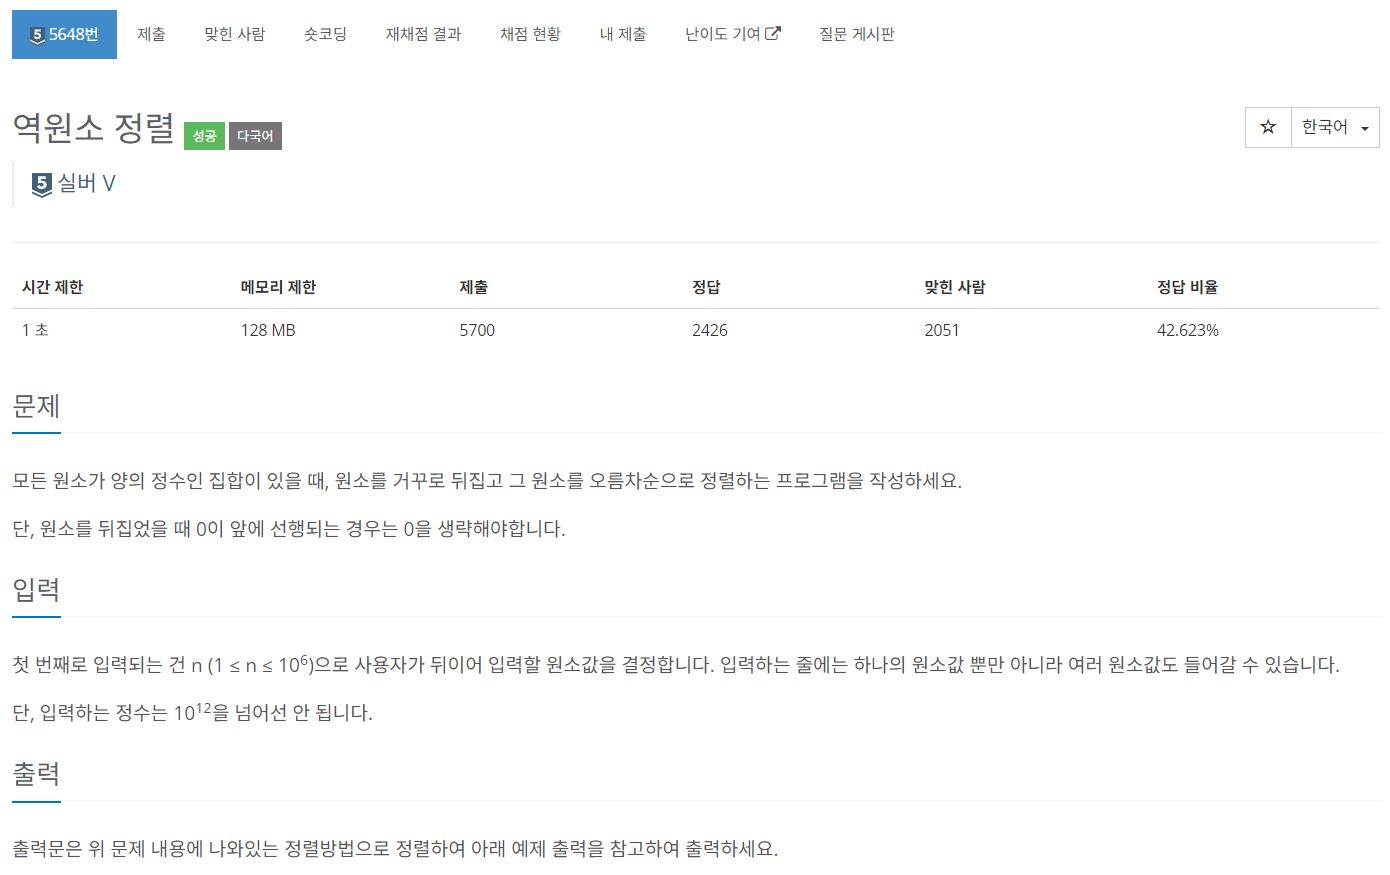 5 5648번 제출 맞힌 사람 숏코딩 재채점 결과 채점 현황 내 제출 난이도 기여 질문 게시판
역원소 정렬 성공 다국어 ☆ 한국어
5 실버 V
시간 제한 메모리 제한 제출 정답 맞힌 사람 정답 비율
1 초 128 MB 5700 2426 2051 42.623%
문제
모든 원소가 양의 정수인 집합이 있을 때, 원소를 거꾸로 뒤집고 그 원소를 오름차순으로 정렬하는 프로그램을 작성하세요.
단, 원소를 뒤집었을 때 0이 앞에 선행되는 경우는 0을 생략해야합니다.
입력
첫 번째로 입력되는 건 n (1 ≤ n ≤ 10⁶)으로 사용자가 뒤이어 입력할 원소값을 결정합니다. 입력하는 줄에는 하나의 원소값 뿐만 아니라 여러 원소값도 들어갈 수 있습니다.
단, 입력하는 정수는 10¹²을 넘어선 안 됩니다.
출력
출력문은 위 문제 내용에 나와있는 정렬방법으로 정렬하여 아래 예제 출력을 참고하여 출력하세요.